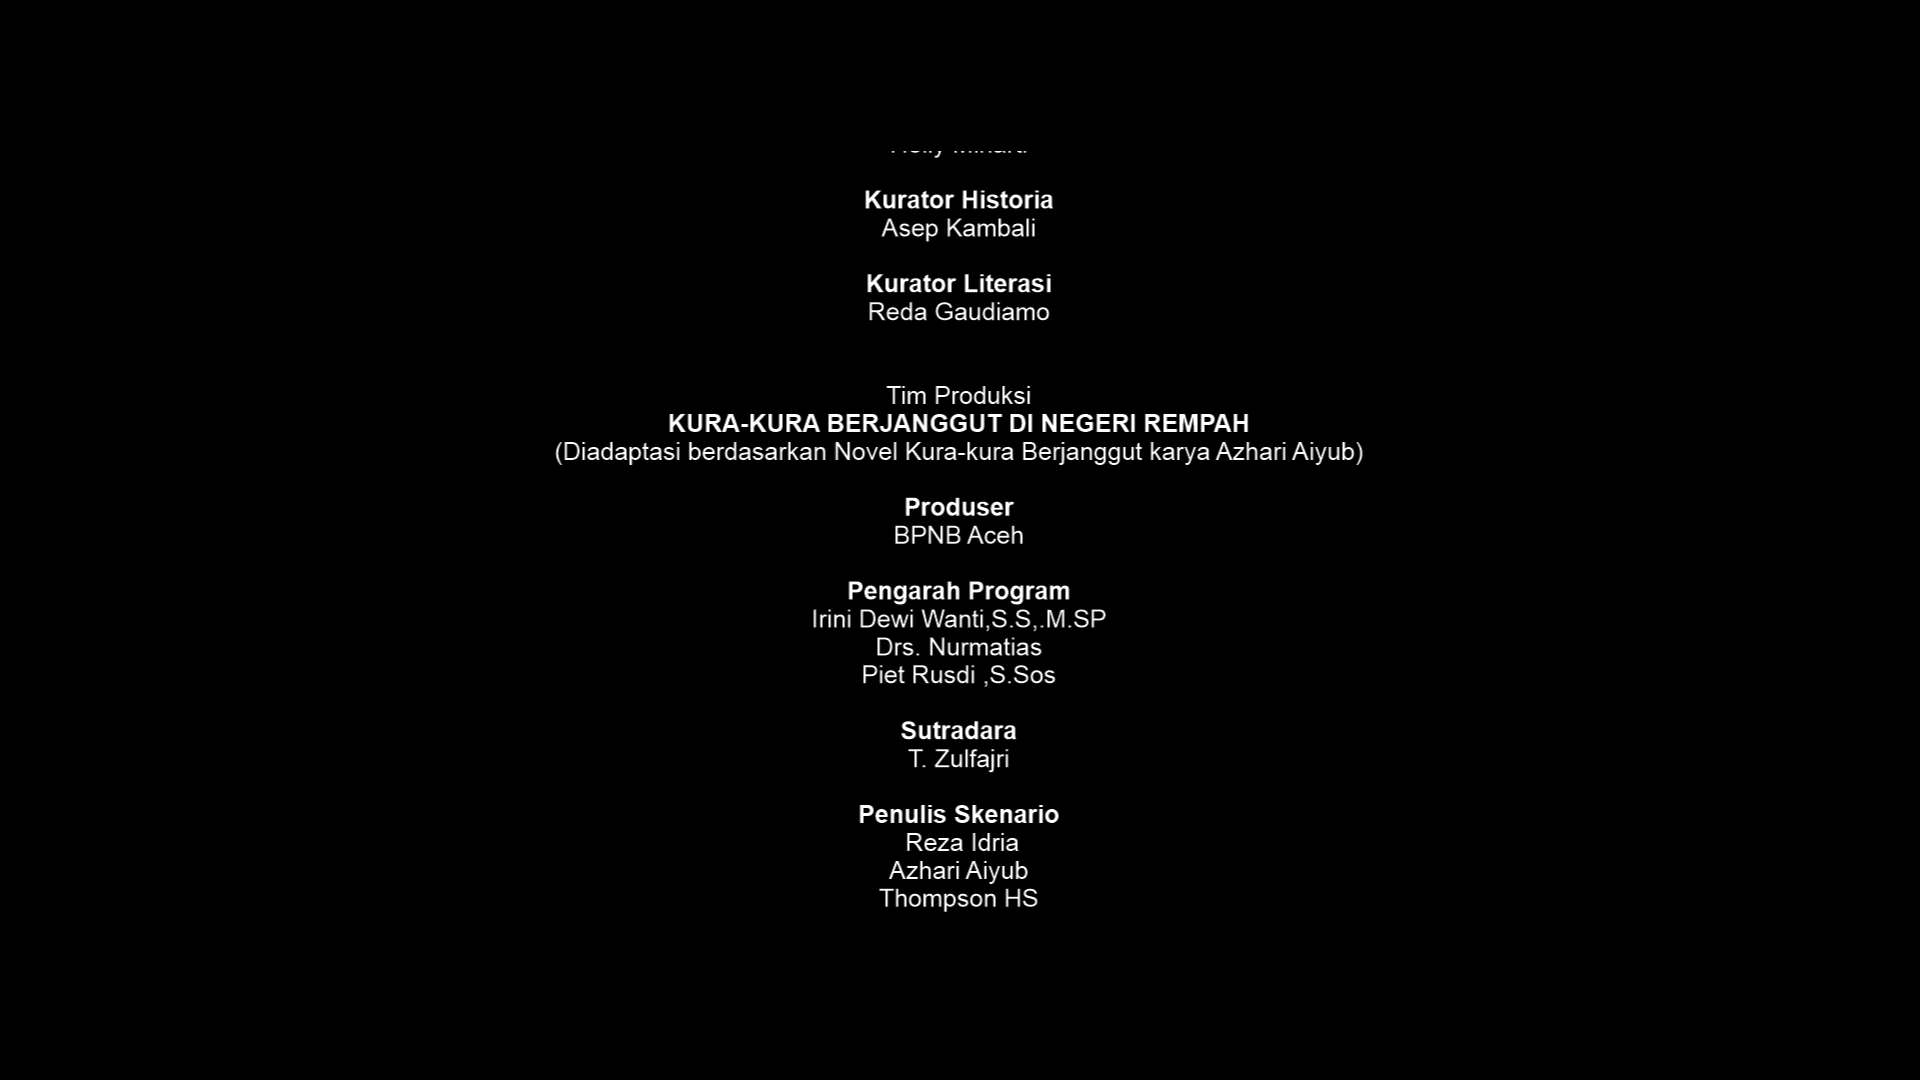 Kurator Historia
Asep Kambali
Kurator Literasi
Reda Gaudiamo
Tim Produksi
KURA-KURA BERJANGGUT DI NEGERI REMPAH
(Diadaptasi berdasarkan Novel Kura-kura Berjanggut karya Azhari Aiyub)
Produser
BPNB Aceh
Pengarah Program
Irini Dewi Wanti,S.S,.M.SP
Drs. Nurmatias
Piet Rusdi ,S.Sos
Sutradara
T. Zulfajri
Penulis Skenario
Reza Idria
Azhari Aiyub
Thompson HS